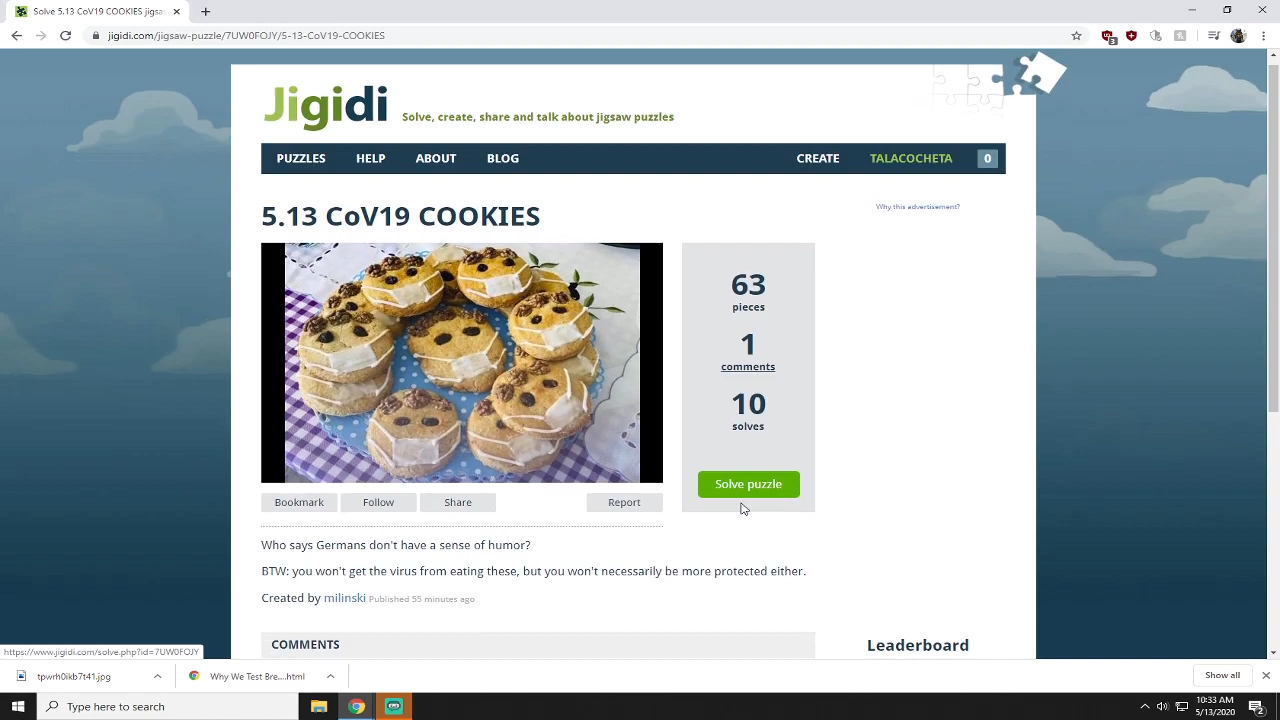 Solve 5.13 CoV19 COOKIES jigs
jigidi.com/jigsaw-puzzle/7UW0FOJY/5-13-CoV19-COOKIES
3
Jigidi
Solve, create, share and talk about jigsaw puzzles
PUZZLES HELP ABOUT BLOG CREATE TALACOCHETA 0
5.13 CoV19 COOKIES
Why this advertisement?
63
pieces
1
comments
10
solves
Solve puzzle
Bookmark Follow Share Report
Who says Germans don't have a sense of humor?
BTW: you won't get the virus from eating these, but you won't necessarily be more protected either.
Created by milinski Published 55 minutes ago
COMMENTS
Leaderboard
https://www.jigidi.com/solve.php?id=7UW0FOJY
tpwrh0ikb7t41.jpg
Why We Test Bre....html
Show all
Type here to search
10:33 AM
5/13/2020
2